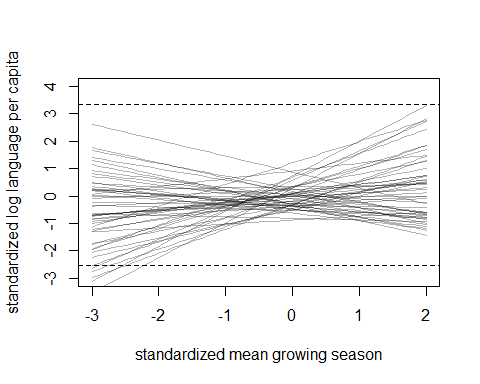 standardized log language per capita
4
3
2
1
0
-1
-2
-3
-3 -2 -1 0 1 2
standardized mean growing season